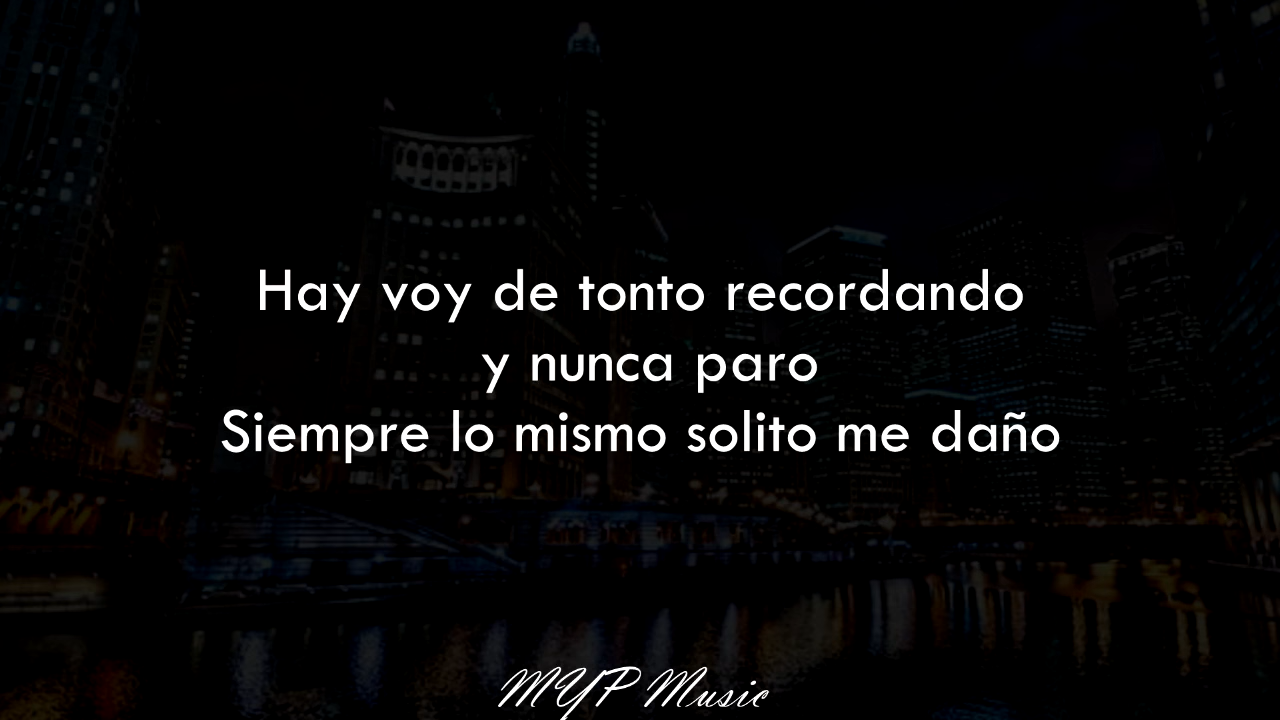 Hay voy de tonto recordando
y nunca paro
Siempre lo mismo solito me daño
MYP Music